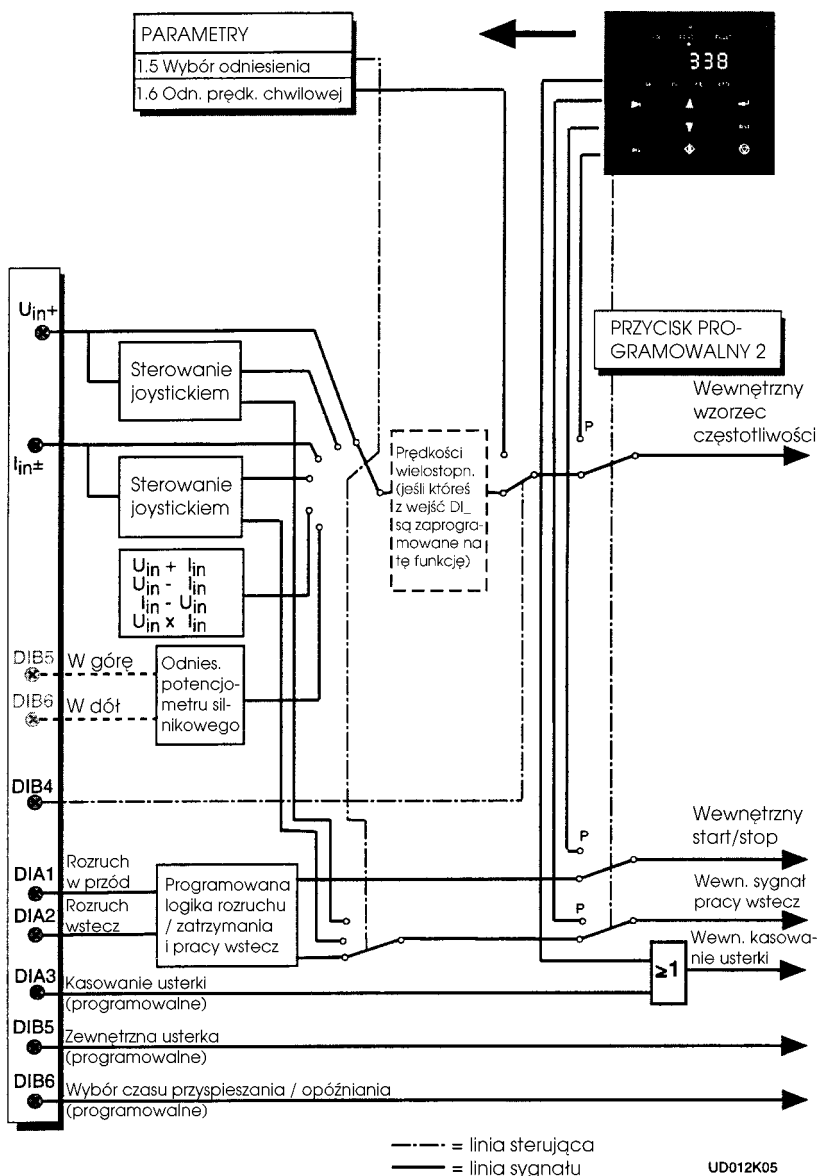 PARAMETRY
1.5 Wybór odniesienia
1.6 Odn. prędk. chwilowej
338
Uin+
Sterowanie
joystickiem
PRZYCISK PRO-
GRAMOWALNY 2
Wewnętrzny
wzorzec
częstotliwości
P
Iin±
Sterowanie
joystickiem
Prędkości
wielostopn.
(jeśli któreś
z wejść DI_
są zaprogra-
mowane na
tę funkcję)
Uin + Iin
Uin - Iin
Iin - Uin
Uin x Iin
DIB5 W górę
DIB6 W dół
Odnies.
potencjo-
metru sil-
nikowego
DIB4
Wewnętrzny
start/stop
P
DIA1
Rozruch
w przód
DIA2
Rozruch
wstecz
Programowana
logika rozruchu
/ zatrzymania
i pracy wstecz
P
Wewn. sygnał
pracy wstecz
Wewn. kasowa-
nie usterki
≥1
DIA3
Kasowanie usterki
(programowalne)
DIB5
Zewnętrzna usterka
(programowalne)
DIB6
Wybór czasu przyspieszania / opóźniania
(programowalne)
= linia sterująca
= linia sygnału
UD012K05